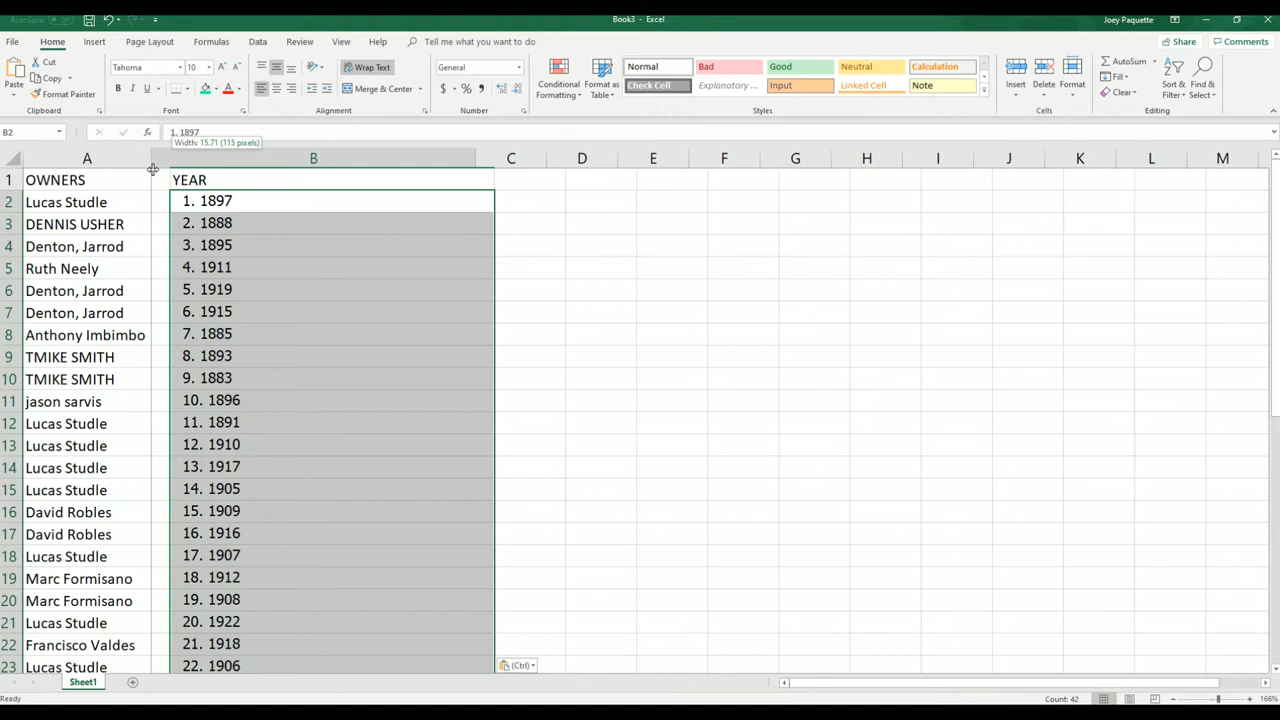 AutoSave Off Book3 - Excel Joey Paquette
File Home Insert Page Layout Formulas Data Review View Help Tell me what you want to do Share Comments
Paste Cut Copy Format Painter Clipboard
Tahoma 10 B I U A Font
Wrap Text Merge & Center Alignment
General $ % Number
Conditional Formatting Format as Table
Normal Bad Good Neutral Calculation
Check Cell Explanatory ... Input Linked Cell Note
Styles
Insert Delete Format Cells
AutoSum Fill Clear Sort & Filter Find & Select Editing
B2 fx 1. 1897
Width: 15.71 (115 pixels)
A B C D E F G H I J K L M
1 OWNERS YEAR
2 Lucas Studle 1. 1897
3 DENNIS USHER 2. 1888
4 Denton, Jarrod 3. 1895
5 Ruth Neely 4. 1911
6 Denton, Jarrod 5. 1919
7 Denton, Jarrod 6. 1915
8 Anthony Imbimbo 7. 1885
9 TMIKE SMITH 8. 1893
10 TMIKE SMITH 9. 1883
11 jason sarvis 10. 1896
12 Lucas Studle 11. 1891
13 Lucas Studle 12. 1910
14 Lucas Studle 13. 1917
15 Lucas Studle 14. 1905
16 David Robles 15. 1909
17 David Robles 16. 1916
18 Lucas Studle 17. 1907
19 Marc Formisano 18. 1912
20 Marc Formisano 19. 1908
21 Lucas Studle 20. 1922
22 Francisco Valdes 21. 1918
23 Lucas Studle 22. 1906
(Ctrl)
Sheet1
Ready Count: 42 166%